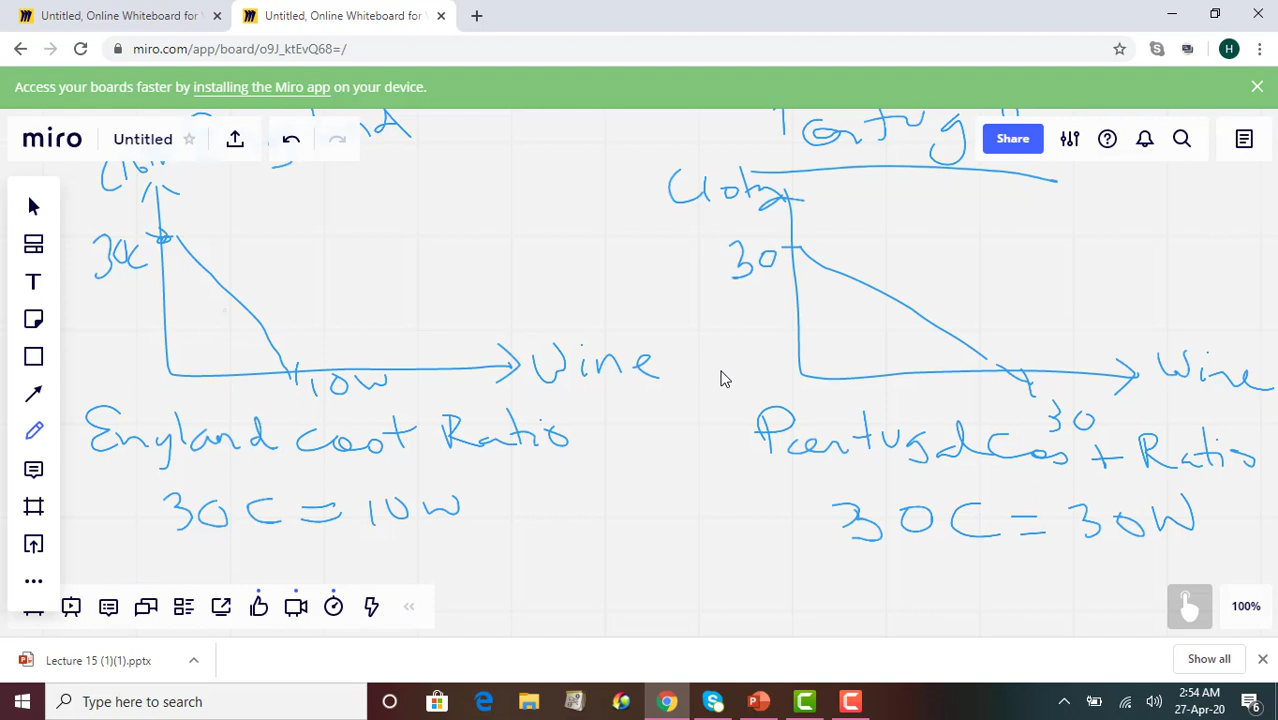 Untitled, Online Whiteboard for
Untitled, Online Whiteboard for
miro.com/app/board/o9J_ktEvQ68=/
H
Access your boards faster by installing the Miro app on your device.
miro
Untitled
Share
Cloth
Cloth
30C
30
Wine
Wine
10W
30
England cost Ratio
Portugal Cos + Ratio
30C = 10W
30C = 30W
100%
Lecture 15 (1)(1).pptx
Show all
Type here to search
2:54 AM
27-Apr-20
6